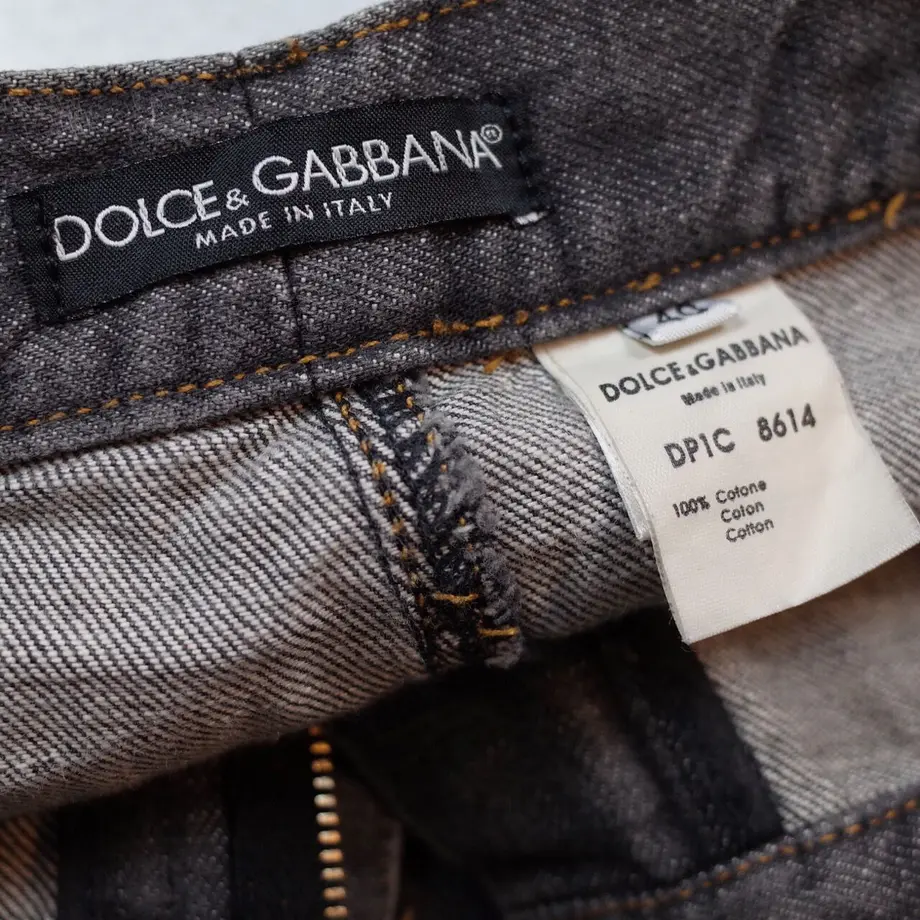 DOLCE & GABBANA®
MADE IN ITALY
DOLCE & GABBANA
Made in Italy
DP1C 8614
100% Cotone
Coton
Cotton